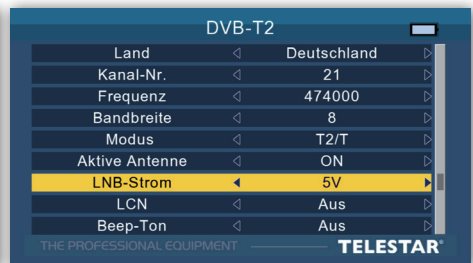 DVB-T2
Land Deutschland
Kanal-Nr. 21
Frequenz 474000
Bandbreite 8
Modus T2/T
Aktive Antenne ON
LNB-Strom 5V
LCN Aus
Beep-Ton Aus
THE PROFESSIONAL EQUIPMENT TELESTAR®